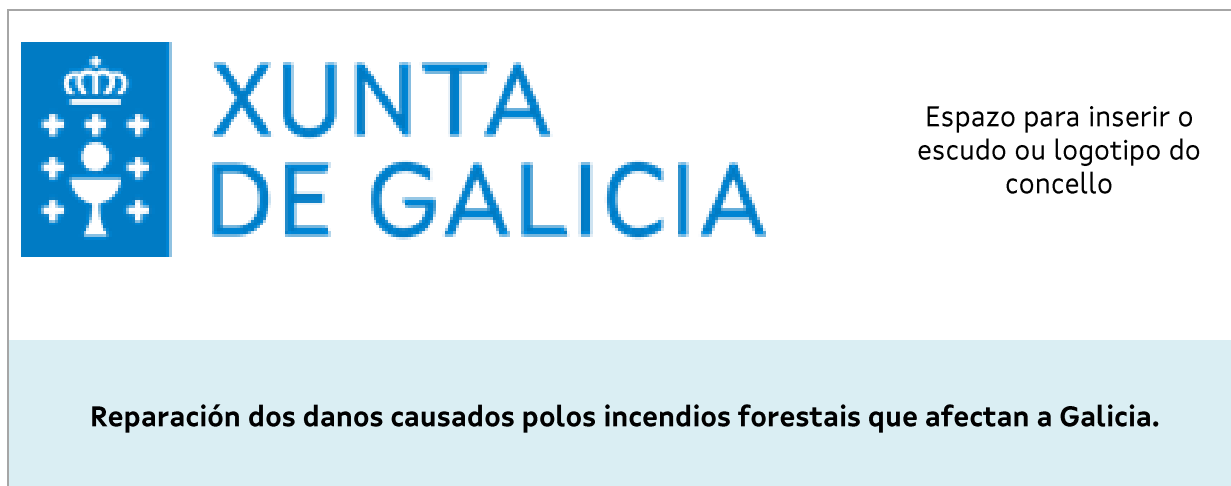 XUNTA
DE GALICIA
Espazo para inserir o
escudo ou logotipo do
concello
Reparación dos danos causados polos incendios forestais que afectan a Galicia.